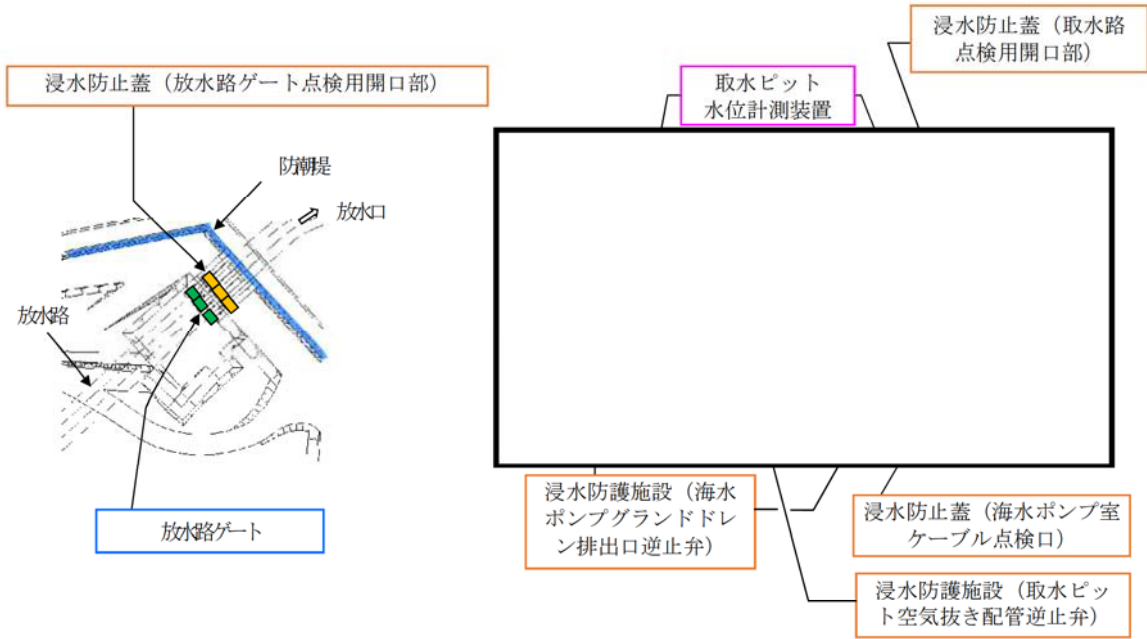 浸水防止蓋（取水路
点検用開口部）
浸水防止蓋（放水路ゲート点検用開口部）
取水ピット
水位計測装置
防潮堤
放水口
放水路
放水路ゲート
浸水防護施設（海水
ポンプグランドドレ
ン排出口逆止弁）
浸水防止蓋（海水ポンプ室
ケーブル点検口）
浸水防護施設（取水ピッ
ト空気抜き配管逆止弁）